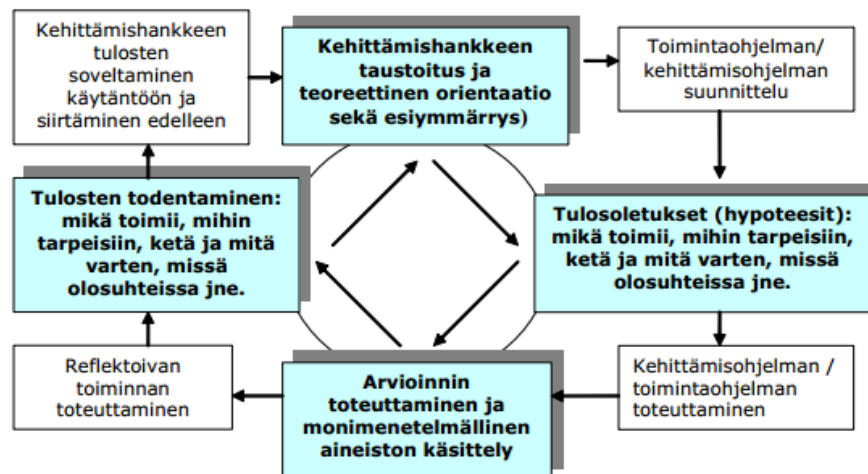 Kehittämishankkeen
tulosten
soveltaminen
käytäntöön ja
siirtäminen edelleen
Kehittämishankkeen
taustoitus ja
teoreettinen orientaatio
sekä esiymmärrys)
Toimintaohjelman/
kehittämisohjelman
suunnittelu
Tulosten todentaminen:
mikä toimii, mihin
tarpeisiin, ketä ja mitä
varten, missä
olosuhteissa jne.
Tulosoletukset (hypoteesit):
mikä toimii, mihin tarpeisiin,
ketä ja mitä varten, missä
olosuhteissa jne.
Reflektoivan
toiminnan
toteuttaminen
Arvioinnin
toteuttaminen ja
monimenetelmällinen
aineiston käsittely
Kehittämisohjelman /
toimintaohjelman
toteuttaminen